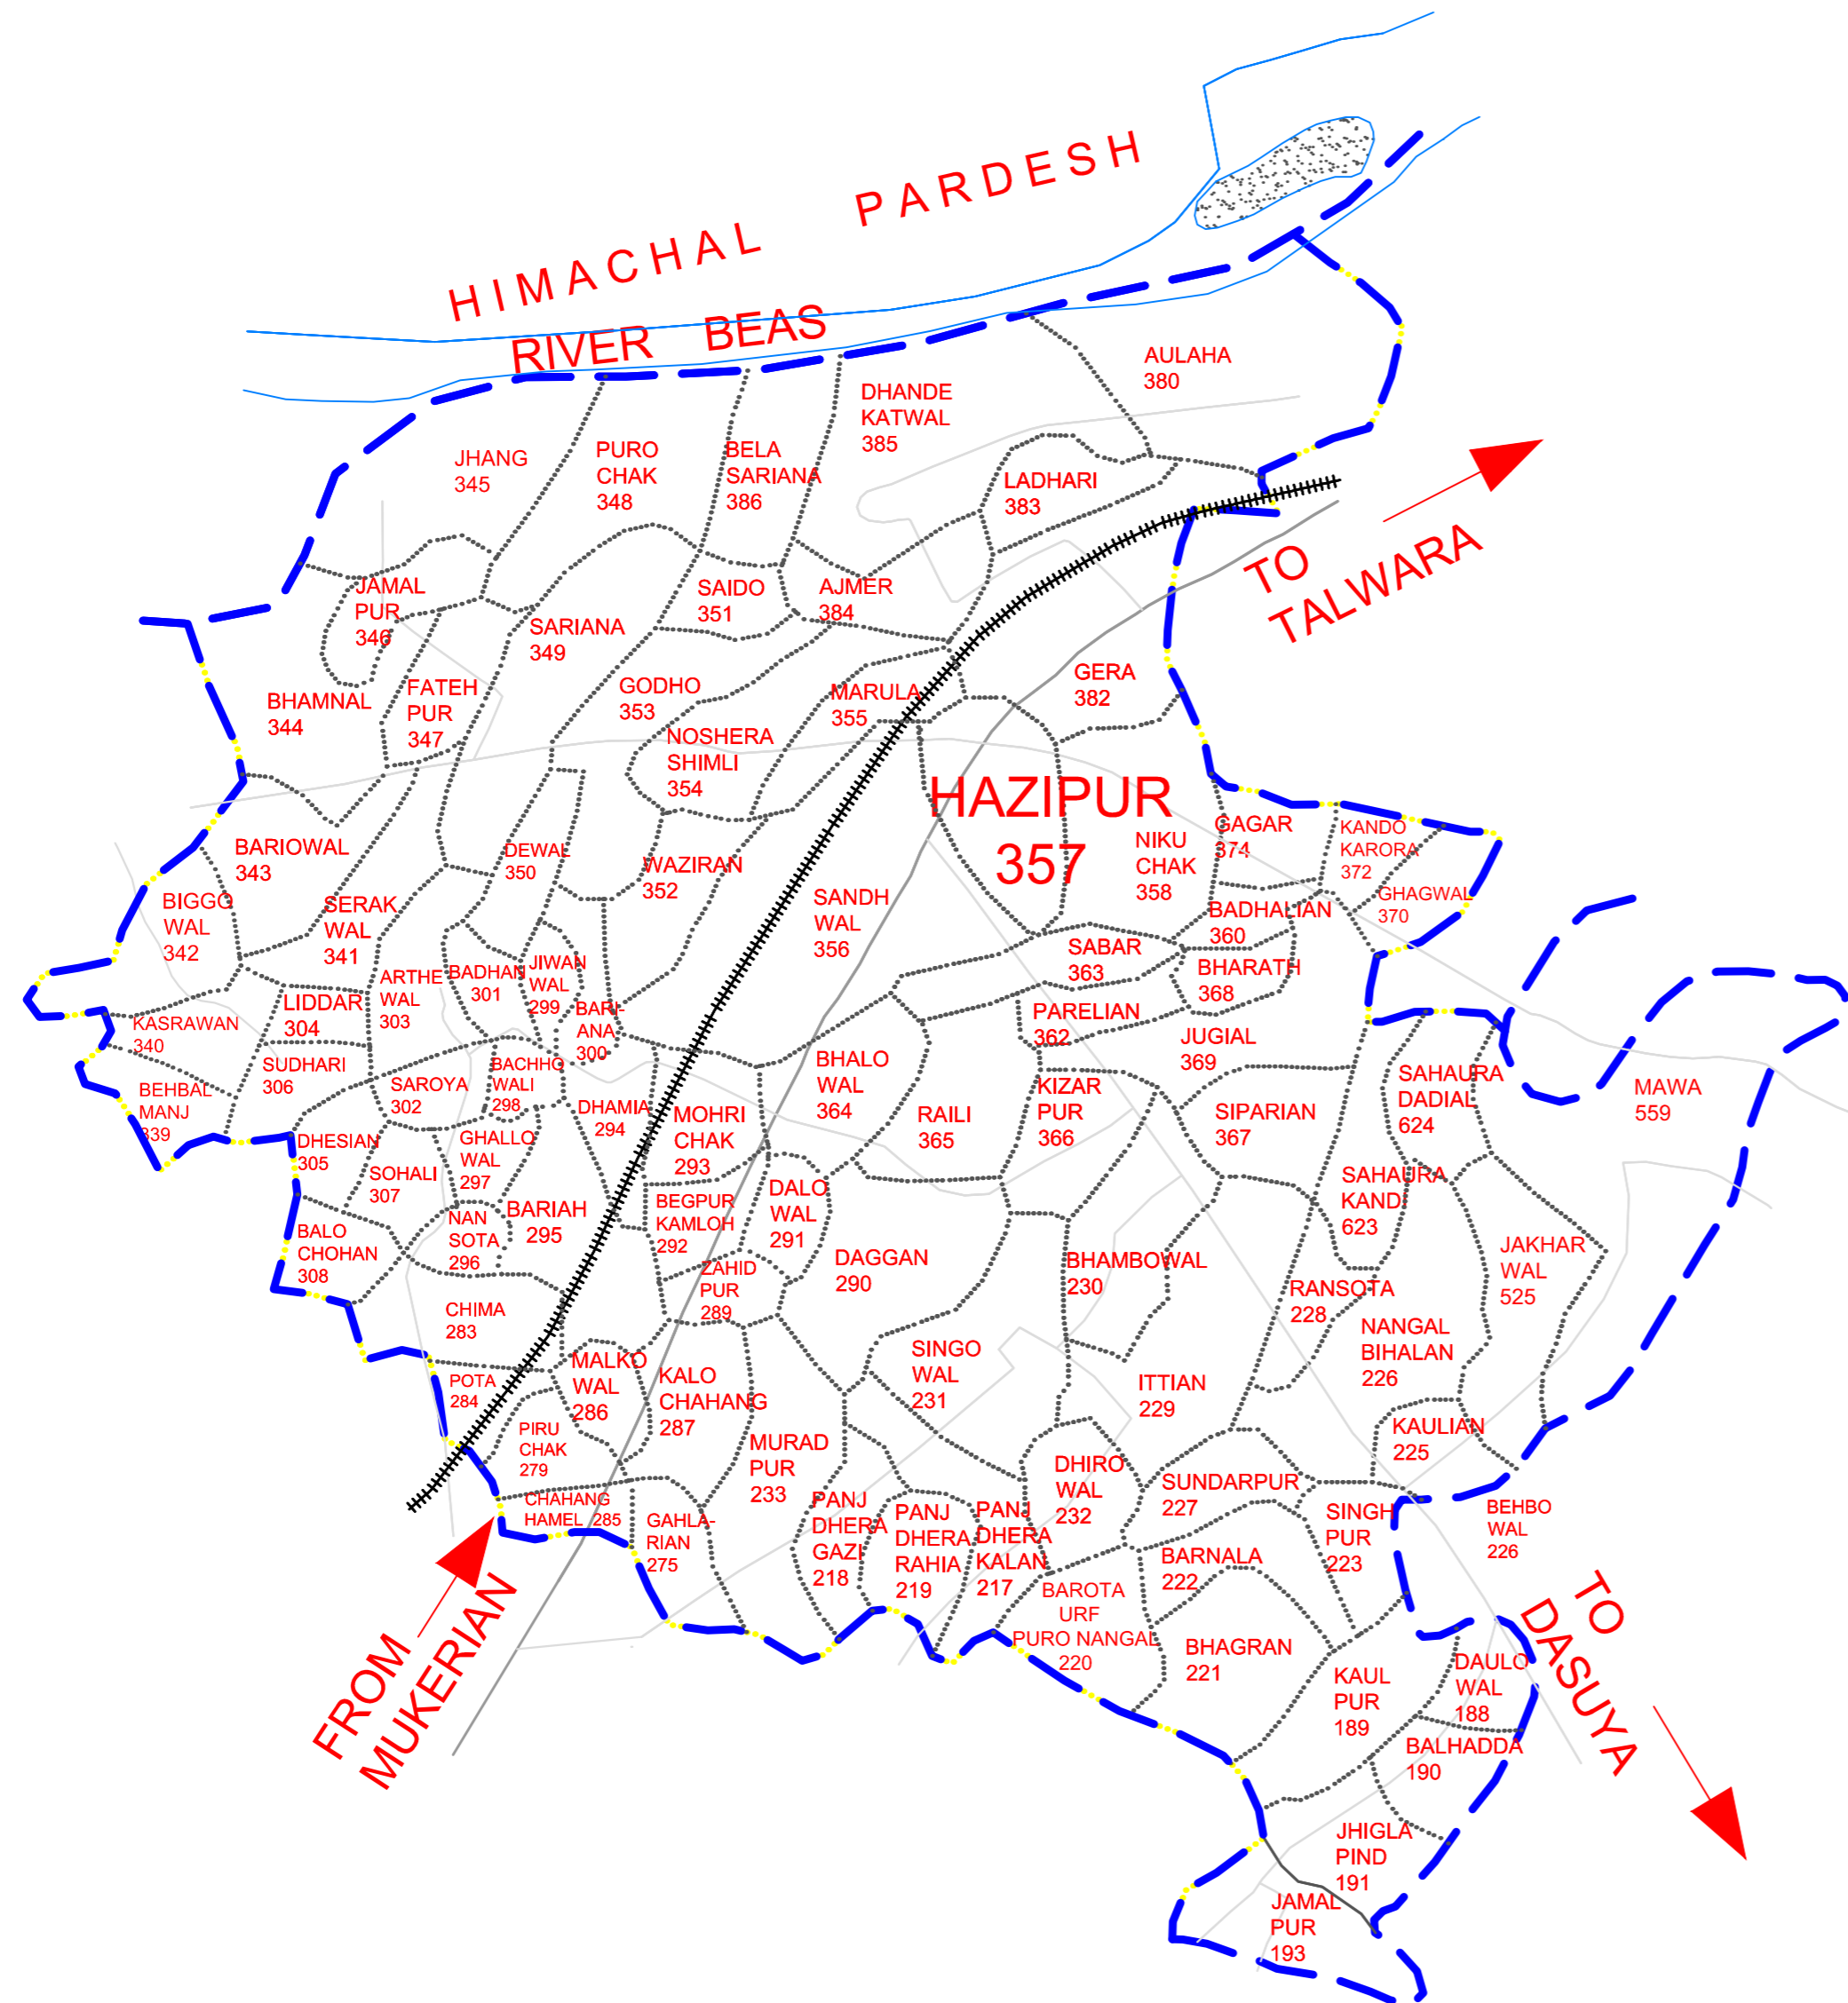 HIMACHAL PARDESH
RIVER BEAS
AULAHA
380
DHANDE
KATWAL
385
JHANG
345
PURO
CHAK
348
BELA
SARIANA
386
LADHARI
383
TO
TALWARA
JAMAL
PUR
346
SARIANA
349
SAIDO
351
AJMER
384
BHAMNAL
344
FATEH
PUR
347
GODHO
353
MARULA
355
GERA
382
NOSHERA
SHIMLI
354
HAZIPUR
357
BARIOWAL
343
DEWAL
350
WAZIRAN
352
NIKU
CHAK
358
GAGAR
374
KANDO
KARORA
372
GHAGWAL
370
BIGGO
WAL
342
SERAK
WAL
341
SANDH
WAL
356
BADHALIAN
360
SABAR
363
BHARATH
368
KASRAWAN
340
LIDDAR
304
ARTHE
WAL
303
BADHAN
301
JIWAN
WAL
299
BARI-
ANA
300
PARELIAN
362
JUGIAL
369
BEHBAL
MANJ
339
SUDHARI
306
SAROYA
302
BACHHO
WALI
298
DHAMIA
294
MOHRI
CHAK
293
BHALO
WAL
364
RAILI
365
KIZAR
PUR
366
SIPARIAN
367
SAHAURA
DADIAL
624
MAWA
559
DHESIAN
305
SOHALI
307
GHALLO
WAL
297
BALO
CHOHAN
308
NAN
SOTA
296
BARIAH
295
BEGPUR
KAMLOH
292
DALO
WAL
291
ZAHID
PUR
289
DAGGAN
290
BHAMBOWAL
230
SAHAURA
KANDI
623
RANSOTA
228
JAKHAR
WAL
525
CHIMA
283
NANGAL
BIHALAN
226
POTA
284
MALKO
WAL
286
KALO
CHAHANG
287
SINGO
WAL
231
ITTIAN
229
KAULIAN
225
PIRU
CHAK
279
MURAD
PUR
233
DHIRO
WAL
232
SUNDARPUR
227
CHAHANG
HAMEL 285
GAHLA-
RIAN
275
PANJ
DHERA
GAZI
218
PANJ
DHERA
RAHIA
219
PANJ
DHERA
KALAN
217
SINGH
PUR
223
BEHBO
WAL
226
BARNALA
222
BAROTA
URF
PURO NANGAL
220
BHAGRAN
221
FROM
MUKERIAN
TO
DASUYA
KAUL
PUR
189
DAULO
WAL
188
BALHADDA
190
JHIGLA
PIND
191
JAMAL
PUR
193